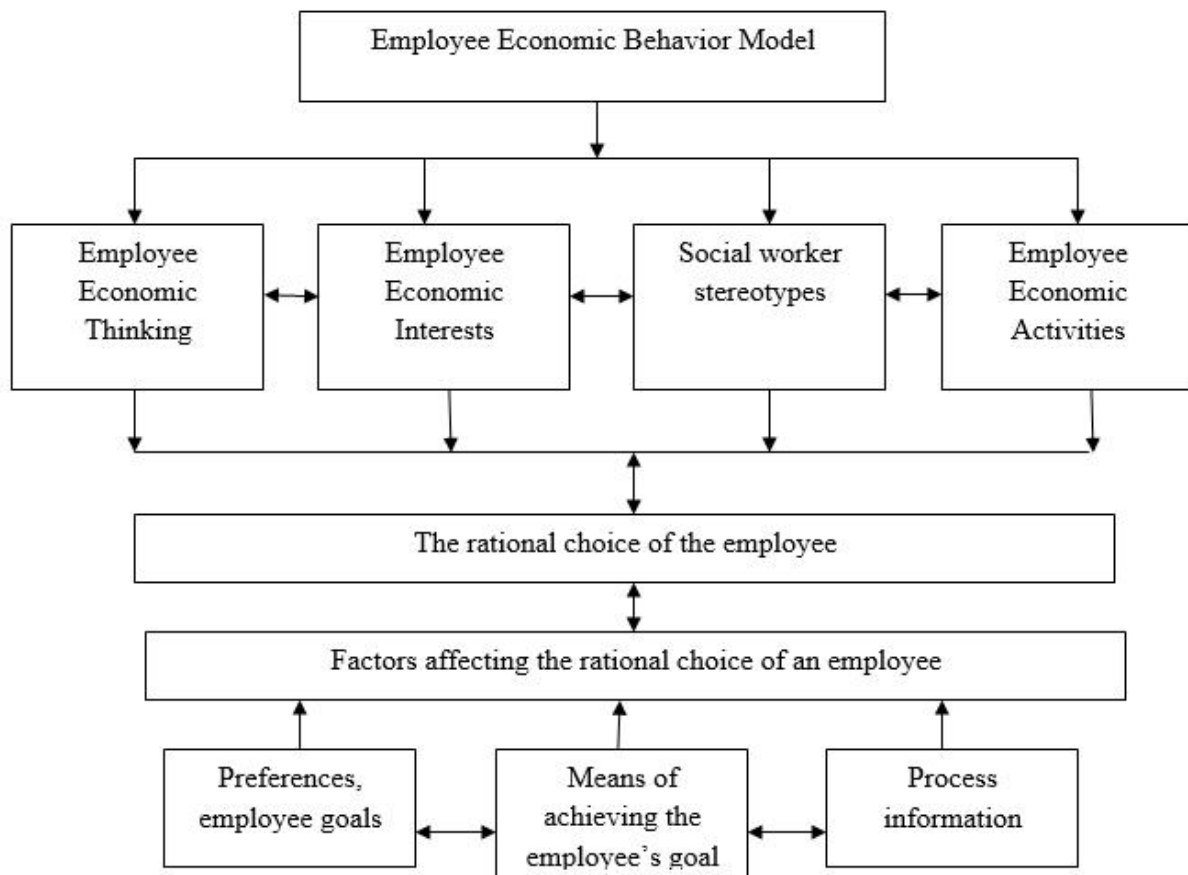 Employee Economic Behavior Model
Employee
Economic
Thinking
Employee
Economic
Interests
Social worker
stereotypes
Employee
Economic
Activities
The rational choice of the employee
Factors affecting the rational choice of an employee
Preferences,
employee goals
Means of
achieving the
employee’s goal
Process
information